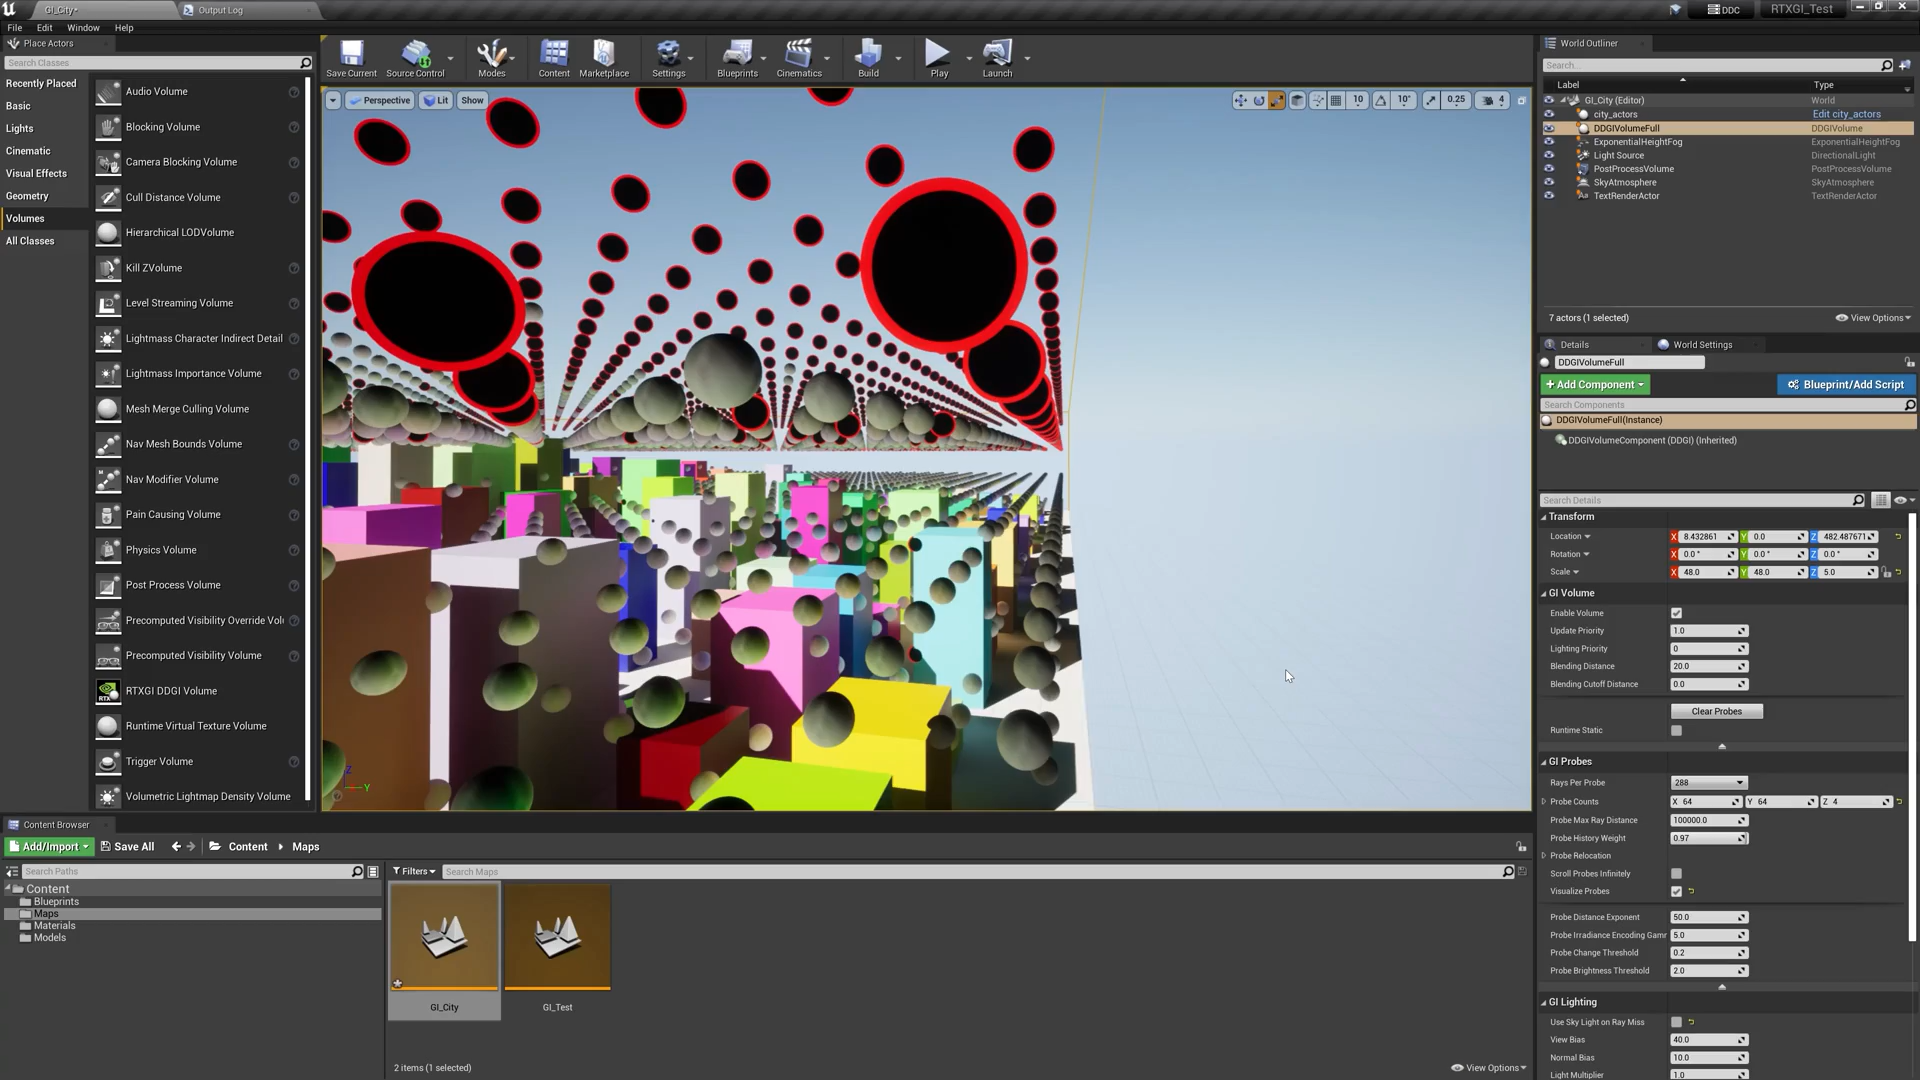 GI_City•
Output Log
DDC
RTXGI_Test
File Edit Window Help
Place Actors
Search Classes
Recently Placed
Basic
Lights
Cinematic
Visual Effects
Geometry
Volumes
All Classes
Audio Volume
Blocking Volume
Camera Blocking Volume
Cull Distance Volume
Hierarchical LODVolume
Kill ZVolume
Level Streaming Volume
Lightmass Character Indirect Detail
Lightmass Importance Volume
Mesh Merge Culling Volume
Nav Mesh Bounds Volume
Nav Modifier Volume
Pain Causing Volume
Physics Volume
Post Process Volume
Precomputed Visibility Override Volu
Precomputed Visibility Volume
RTXGI DDGI Volume
Runtime Virtual Texture Volume
Trigger Volume
Volumetric Lightmap Density Volume
Save Current Source Control Modes Content Marketplace Settings Blueprints Cinematics Build Play Launch
Perspective Lit Show
10 10° 0.25 4
X Y Z
World Outliner
Search...
Label Type
GI_City (Editor) World
city_actors Edit city_actors
DDGIVolumeFull DDGIVolume
ExponentialHeightFog ExponentialHeightFog
Light Source DirectionalLight
PostProcessVolume PostProcessVolume
SkyAtmosphere SkyAtmosphere
TextRenderActor TextRenderActor
7 actors (1 selected) View Options
Details World Settings
DDGIVolumeFull
+ Add Component Blueprint/Add Script
Search Components
DDGIVolumeFull(Instance)
DDGIVolumeComponent (DDGI) (Inherited)
Search Details
Transform
Location X 8.432861 Y 0.0 Z 482.487671
Rotation X 0.0 ° Y 0.0 ° Z 0.0 °
Scale X 48.0 Y 48.0 Z 5.0
GI Volume
Enable Volume
Update Priority 1.0
Lighting Priority 0
Blending Distance 20.0
Blending Cutoff Distance 0.0
Clear Probes
Runtime Static
GI Probes
Rays Per Probe 288
Probe Counts X 64 Y 64 Z 4
Probe Max Ray Distance 100000.0
Probe History Weight 0.97
Probe Relocation
Scroll Probes Infinitely
Visualize Probes
Probe Distance Exponent 50.0
Probe Irradiance Encoding Gamm 5.0
Probe Change Threshold 0.2
Probe Brightness Threshold 2.0
GI Lighting
Use Sky Light on Ray Miss
View Bias 40.0
Normal Bias 10.0
Light Multiplier 1.0
Content Browser
Add/Import Save All Content Maps
Search Paths
Content
Blueprints
Maps
Materials
Models
Filters Search Maps
GI_City
GI_Test
2 items (1 selected)
View Options